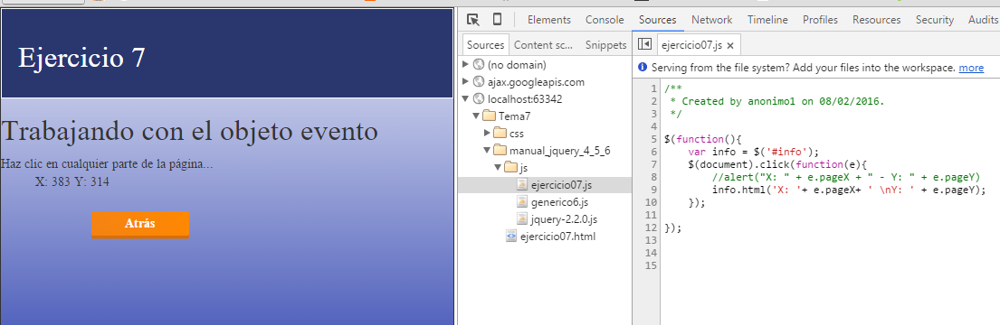 Ejercicio 7
Trabajando con el objeto evento
Haz clic en cualquier parte de la página...
X: 383 Y: 314
Atrás
Elements Console Sources Network Timeline Profiles Resources Security Audits
Sources Content sc... Snippets
(no domain)
ajax.googleapis.com
localhost:63342
Tema7
css
manual_jquery_4_5_6
js
ejercicio07.js
generico6.js
jquery-2.2.0.js
ejercicio07.html
ejercicio07.js ×
Serving from the file system? Add your files into the workspace. more
1 /**
2 * Created by anonimo1 on 08/02/2016.
3 */
4
5 $(function(){
6 var info = $('#info');
7 $(document).click(function(e){
8 //alert("X: " + e.pageX + " - Y: " + e.pageY)
9 info.html('X: '+ e.pageX+ ' \nY: ' + e.pageY);
10 });
11
12 });
13
14
15